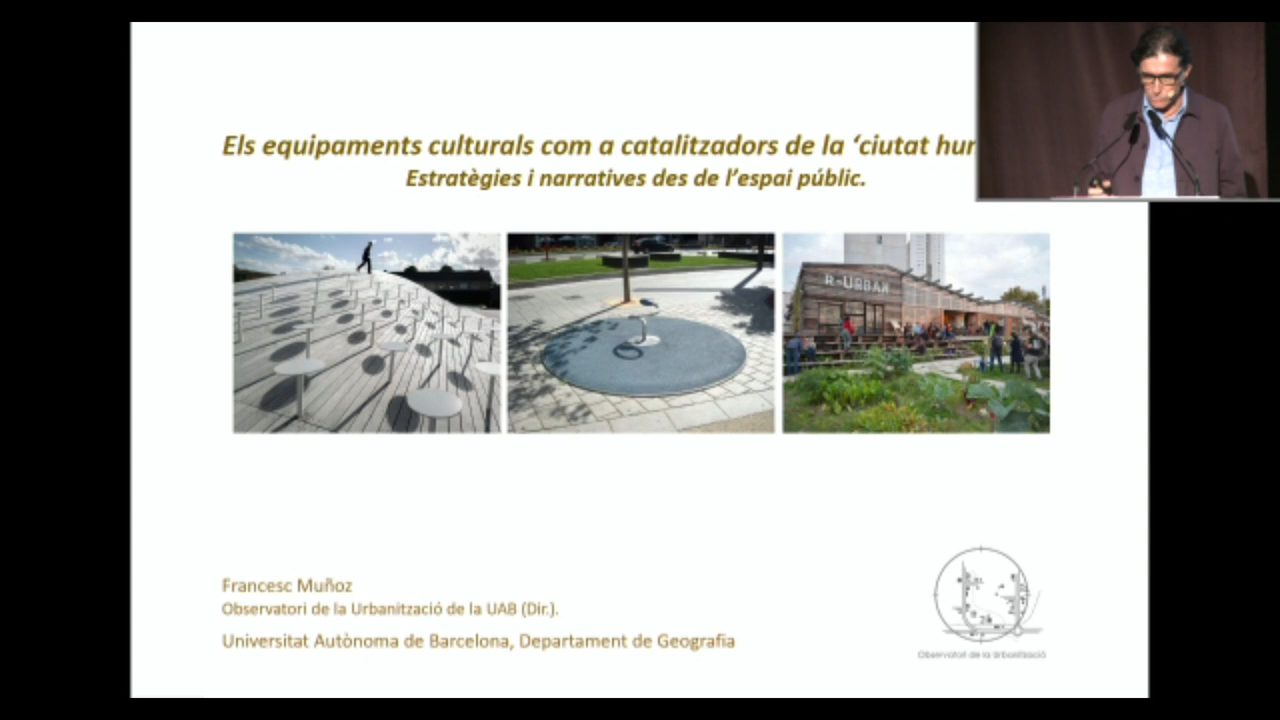 Els equipaments culturals com a catalitzadors de la ‘ciutat hu
Estratègies i narratives des de l’espai públic.
R-URBAN
Francesc Muñoz
Observatori de la Urbanització de la UAB (Dir.).
Universitat Autònoma de Barcelona, Departament de Geografia
Observatori de la Urbanització